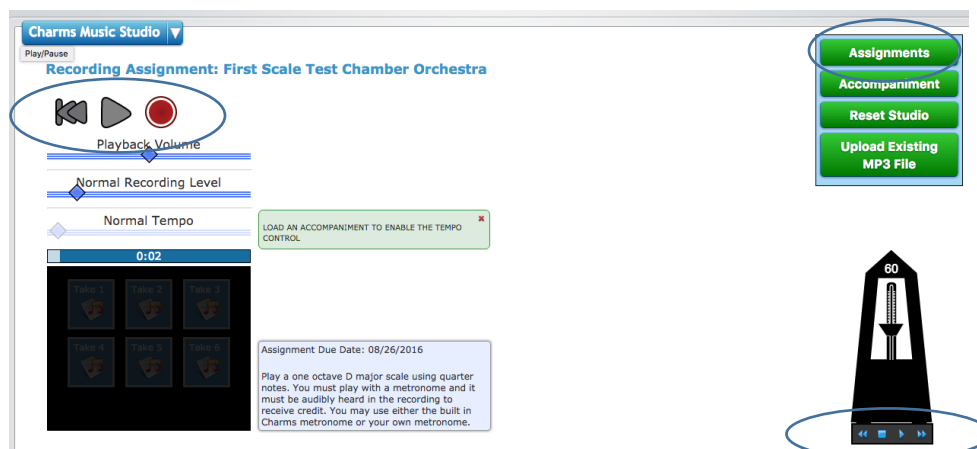 Charms Music Studio
Play/Pause
Recording Assignment: First Scale Test Chamber Orchestra
Playback Volume
Normal Recording Level
Normal Tempo
0:02
Take 1 Take 2 Take 3
Take 4 Take 5 Take 6
LOAD AN ACCOMPANIMENT TO ENABLE THE TEMPO
CONTROL
Assignment Due Date: 08/26/2016
Play a one octave D major scale using quarter
notes. You must play with a metronome and it
must be audibly heard in the recording to
receive credit. You may use either the built in
Charms metronome or your own metronome.
Assignments
Accompaniment
Reset Studio
Upload Existing
MP3 File
60